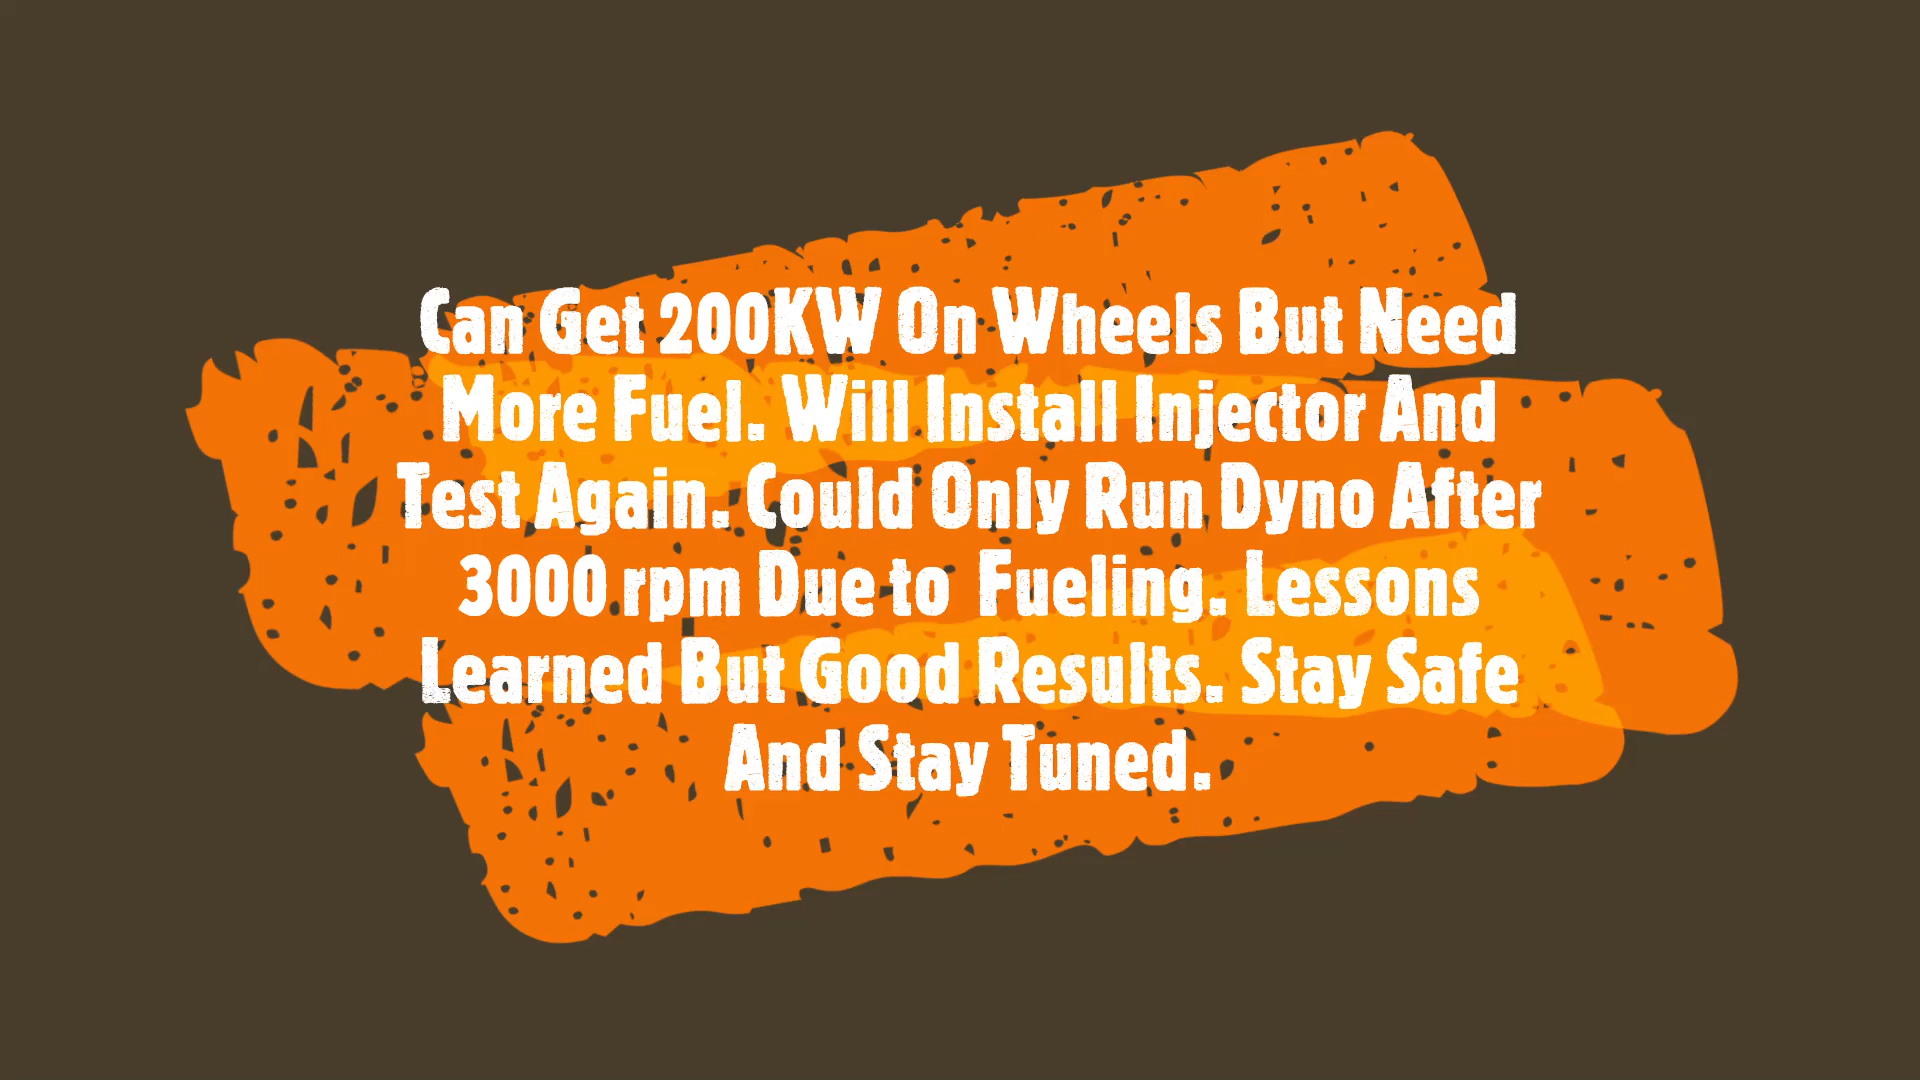 Can Get 200KW On Wheels But Need
More Fuel. Will Install Injector And
Test Again. Could Only Run Dyno After
3000 rpm Due to  Fueling. Lessons
Learned But Good Results. Stay Safe
And Stay Tuned.